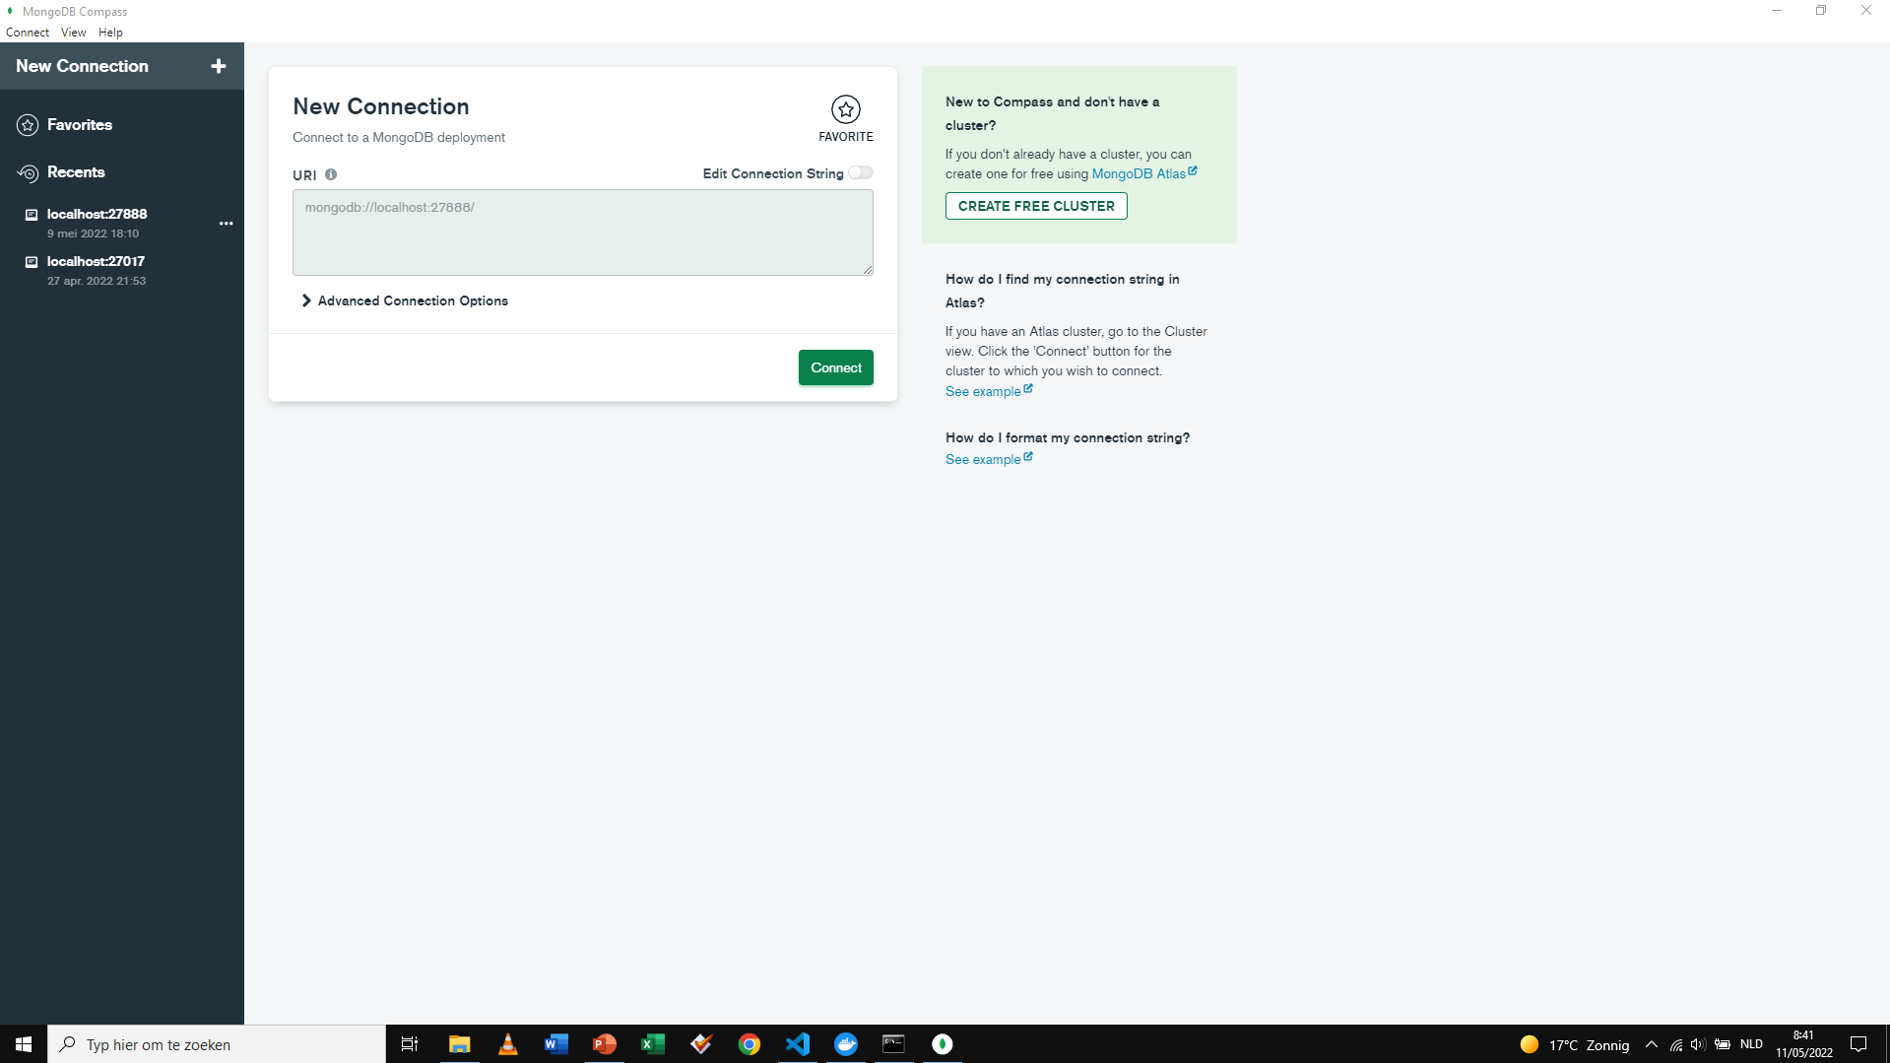 MongoDB Compass
Connect View Help
New Connection
Favorites
Recents
localhost:27888
9 mei 2022 18:10
localhost:27017
27 apr. 2022 21:53
New Connection
Connect to a MongoDB deployment
FAVORITE
URI
Edit Connection String
mongodb://localhost:27888/
Advanced Connection Options
Connect
New to Compass and don't have a
cluster?
If you don't already have a cluster, you can
create one for free using MongoDB Atlas
CREATE FREE CLUSTER
How do I find my connection string in
Atlas?
If you have an Atlas cluster, go to the Cluster
view. Click the 'Connect' button for the
cluster to which you wish to connect.
See example
How do I format my connection string?
See example
Typ hier om te zoeken
17°C Zonnig
NLD
8:41
11/05/2022